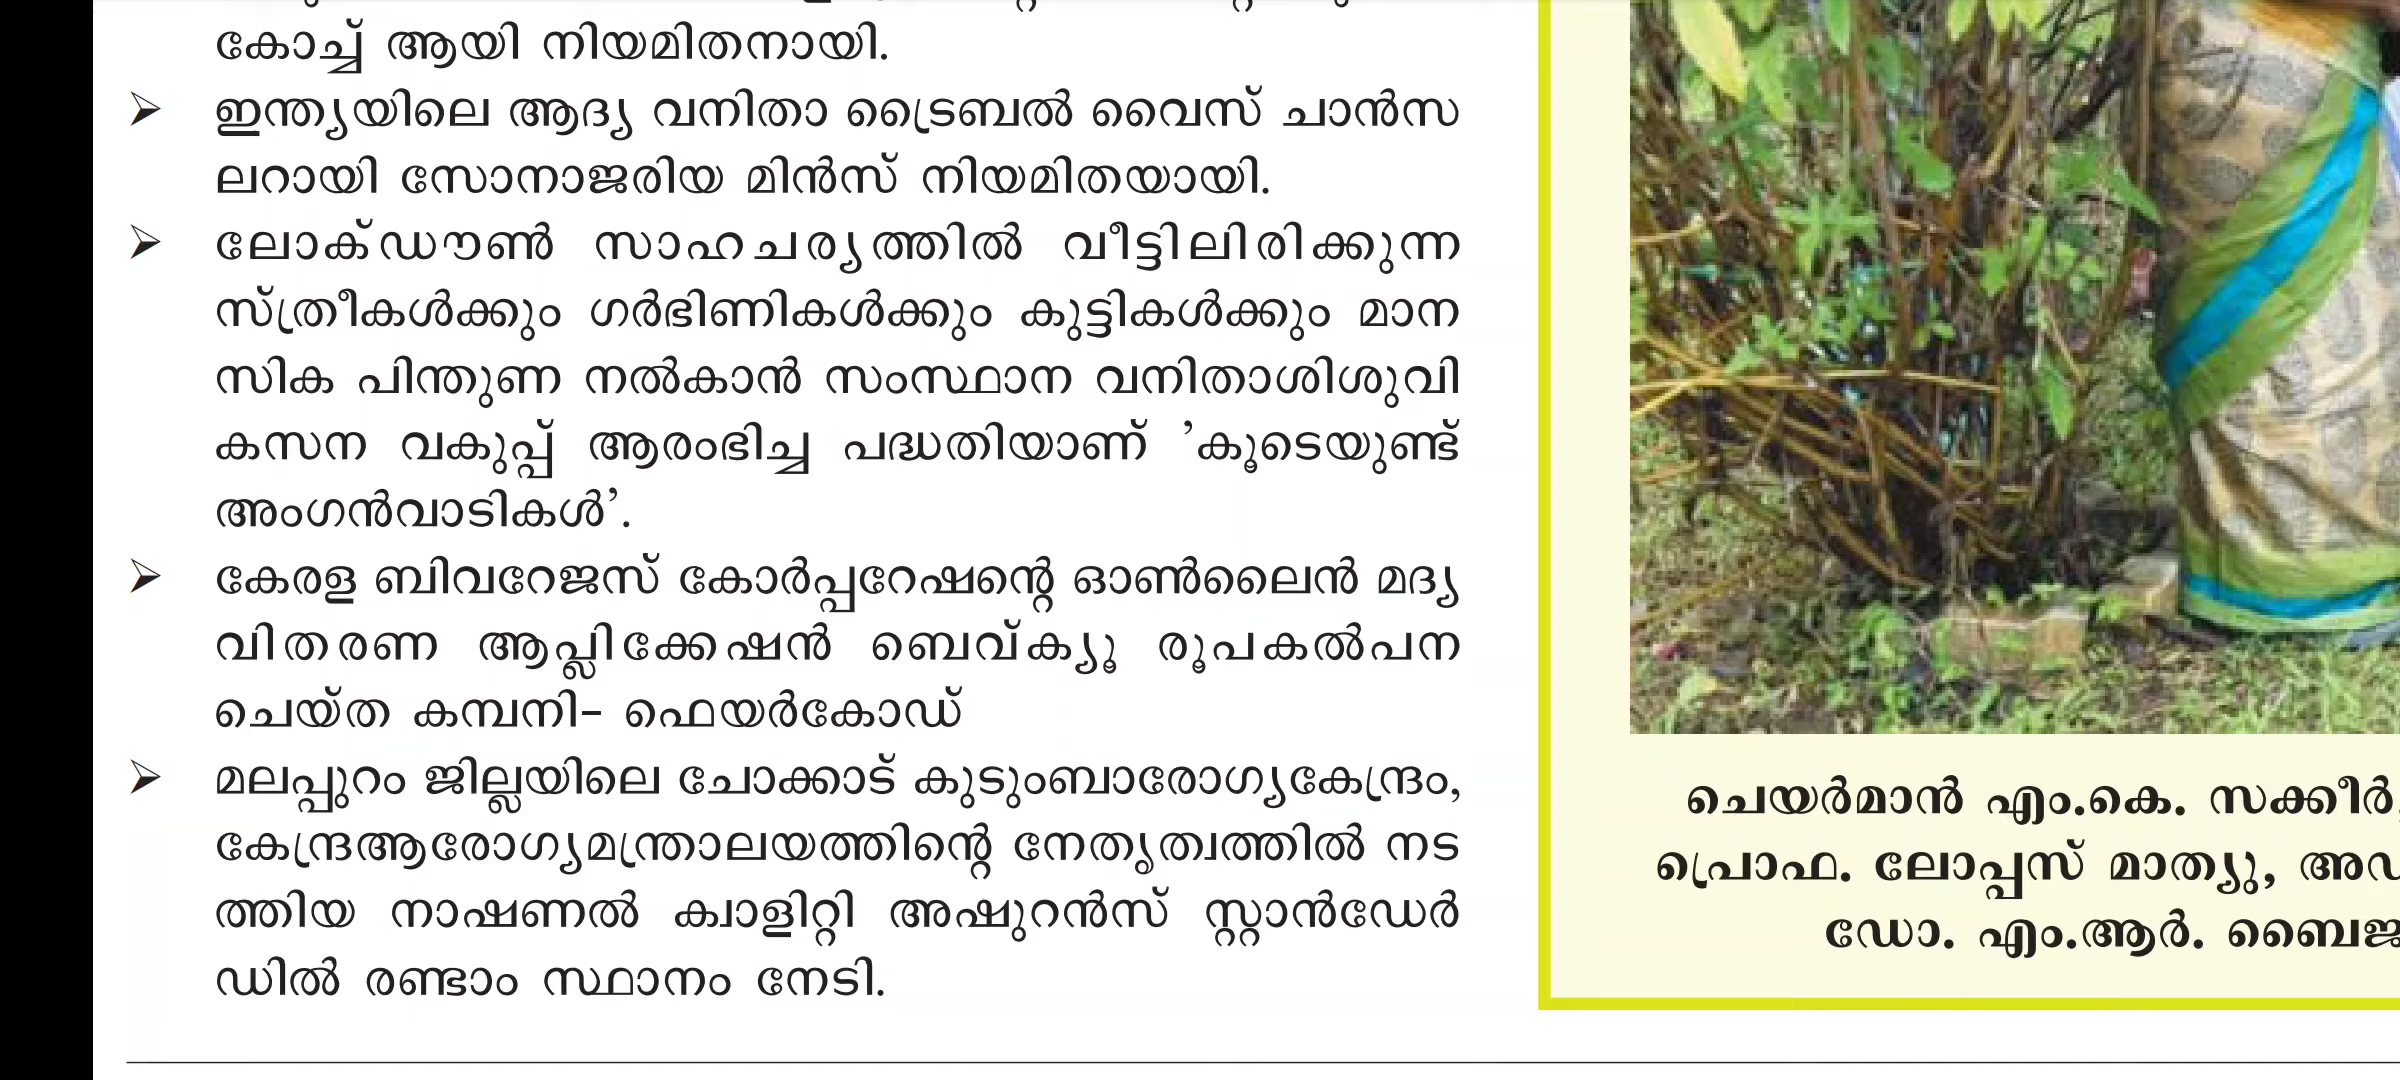 കോച്ച് ആയി നിയമിതനായി.
➢ ഇന്ത്യയിലെ ആദ്യ വനിതാ ട്രൈബൽ വൈസ് ചാൻസ
ലറായി സോനാജരിയ മിൻസ് നിയമിതയായി.
➢ ലോക്ഡൗൺ സാഹചര്യത്തിൽ വീട്ടിലിരിക്കുന്ന
സ്ത്രീകൾക്കും ഗർഭിണികൾക്കും കുട്ടികൾക്കും മാന
സിക പിന്തുണ നൽകാൻ സംസ്ഥാന വനിതാശിശുവി
കസന വകുപ്പ് ആരംഭിച്ച പദ്ധതിയാണ് ’കൂടെയുണ്ട്
അംഗൻവാടികൾ’.
➢ കേരള ബിവറേജസ് കോർപ്പറേഷന്റെ ഓൺലൈൻ മദ്യ
വിതരണ ആപ്ലിക്കേഷൻ ബെവ്ക്യൂ രൂപകൽപന
ചെയ്ത കമ്പനി- ഫെയർകോഡ്
➢ മലപ്പുറം ജില്ലയിലെ ചോക്കാട് കുടുംബാരോഗ്യകേന്ദ്രം,
കേന്ദ്രആരോഗ്യമന്ത്രാലയത്തിന്റെ നേതൃത്വത്തിൽ നട
ത്തിയ നാഷണൽ ക്വാളിറ്റി അഷുറൻസ് സ്റ്റാൻഡേർ
ഡിൽ രണ്ടാം സ്ഥാനം നേടി.
ചെയർമാൻ എം.കെ. സക്കീർ,
പ്രൊഫ. ലോപ്പസ് മാത്യു,
ഡോ. എം.ആർ.